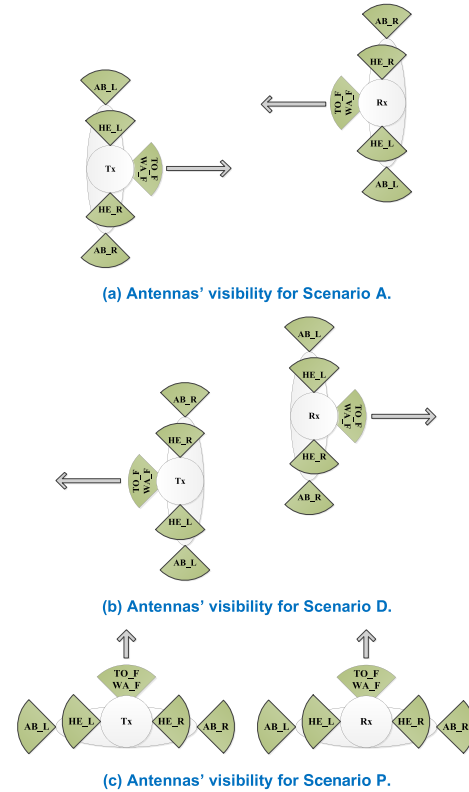 AB_R
HE_R
TO_F
WA_F
Rx
HE_L
AB_L
AB_L
HE_L
Tx
TO_F
WA_F
HE_R
AB_R
(a) Antennas’ visibility for Scenario A.
AB_L
HE_L
Rx
TO_F
WA_F
HE_R
AB_R
AB_R
HE_R
TO_F
WA_F
Tx
HE_L
AB_L
(b) Antennas’ visibility for Scenario D.
TO_F
WA_F
AB_L
HE_L
Tx
HE_R
AB_R
TO_F
WA_F
AB_L
HE_L
Rx
HE_R
AB_R
(c) Antennas’ visibility for Scenario P.